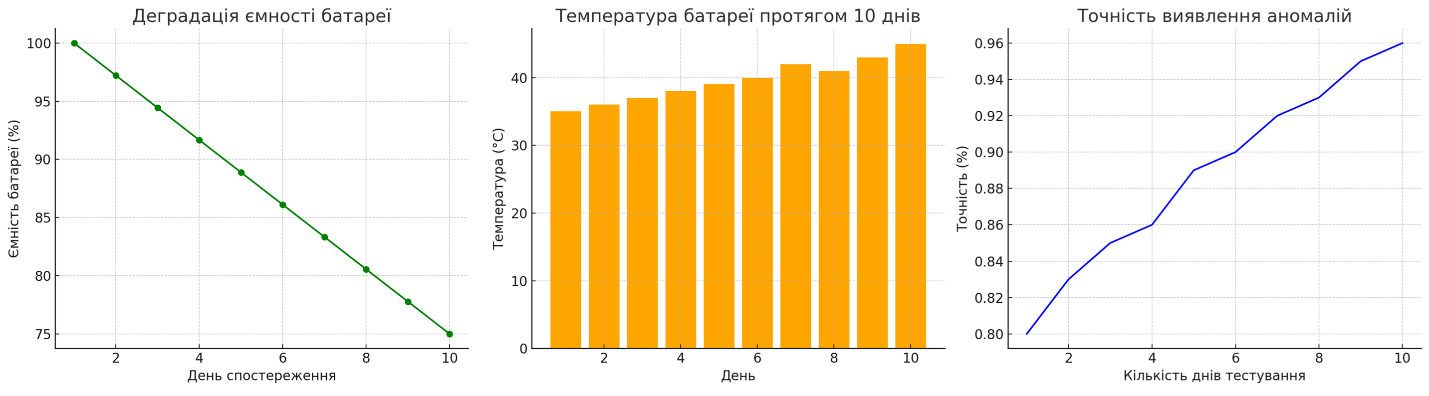 Деградація ємності батареї
Ємність батареї (%)
100
95
90
85
80
75
2 4 6 8 10
День спостереження
Температура батареї протягом 10 днів
Температура (°C)
40
30
20
10
0
2 4 6 8 10
День
Точність виявлення аномалій
Точність (%)
0.96
0.94
0.92
0.90
0.88
0.86
0.84
0.82
0.80
2 4 6 8 10
Кількість днів тестування